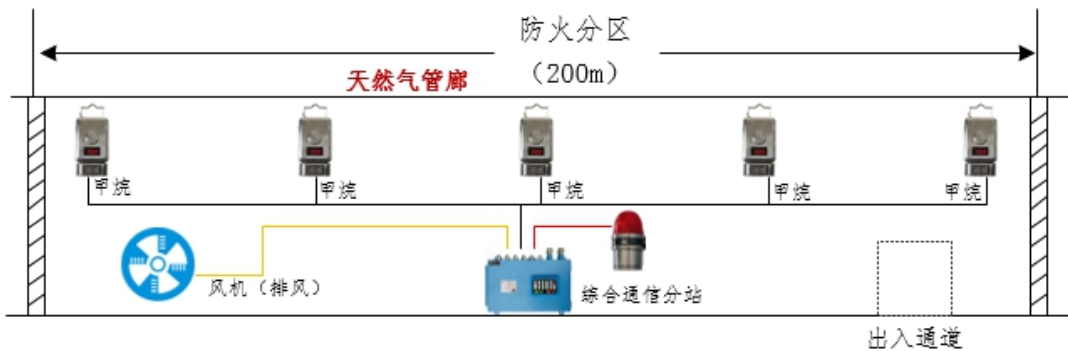 防火分区
（200m）
天然气管廊
甲烷
甲烷
甲烷
甲烷
甲烷
风机（排风）
综合通信分站
出入通道